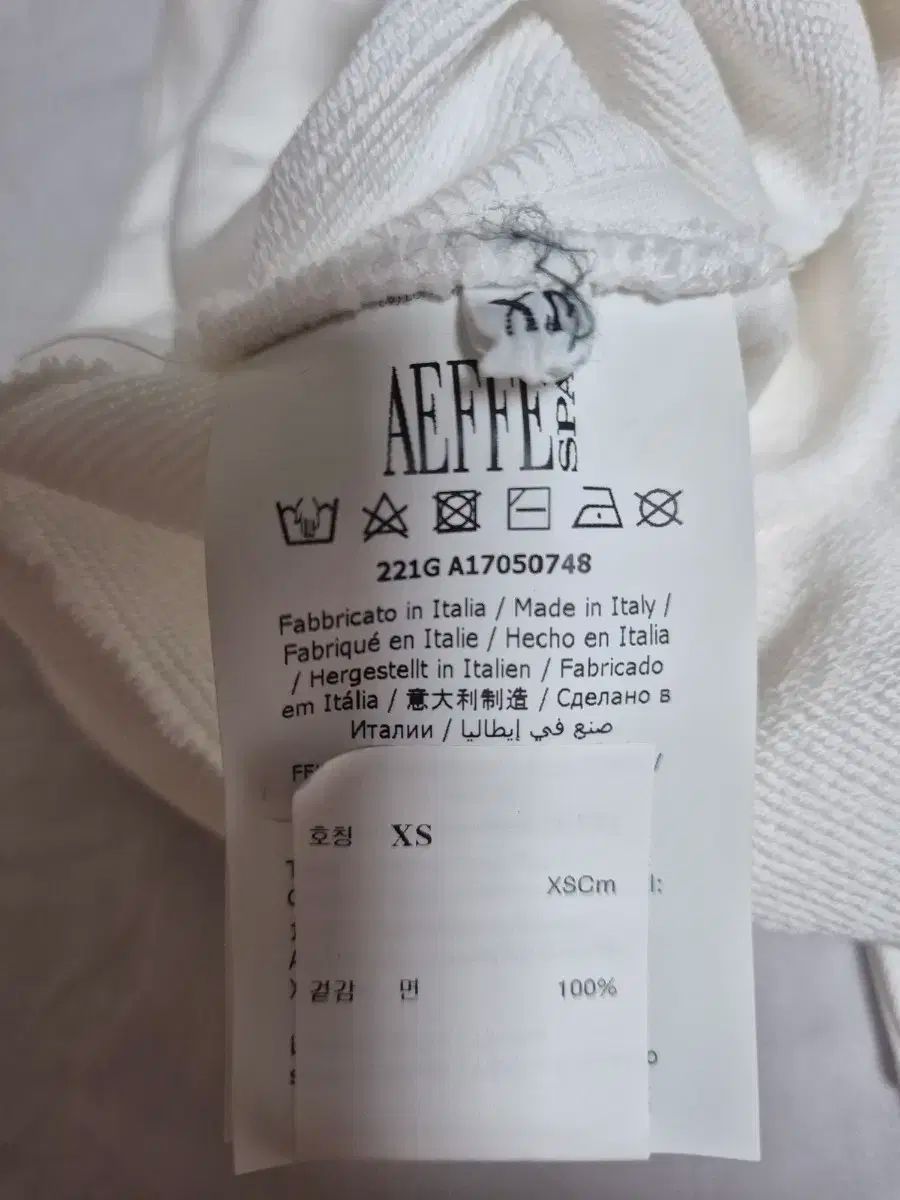 AEFFE SPA
221G A17050748
Fabbricato in Italia / Made in Italy /
Fabriqué en Italie / Hecho en Italia
/ Hergestellt in Italien / Fabricado
em Itália / 意大利制造 / Сделано в
Италии / صنع في إيطاليا
호칭 XS
XSCm
겉감 면 100%